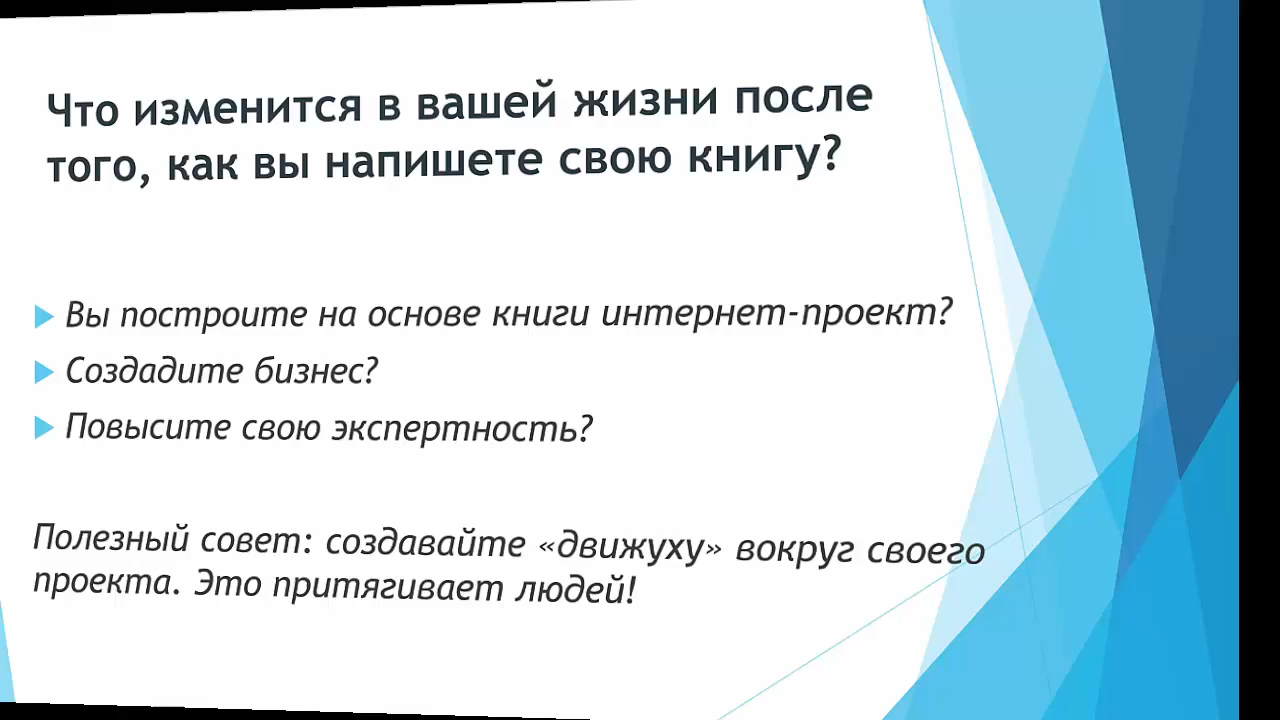 Что изменится в вашей жизни после
того, как вы напишете свою книгу?
Вы построите на основе книги интернет-проект?
Создадите бизнес?
Повысите свою экспертность?
Полезный совет: создавайте «движуху» вокруг своего
проекта. Это притягивает людей!